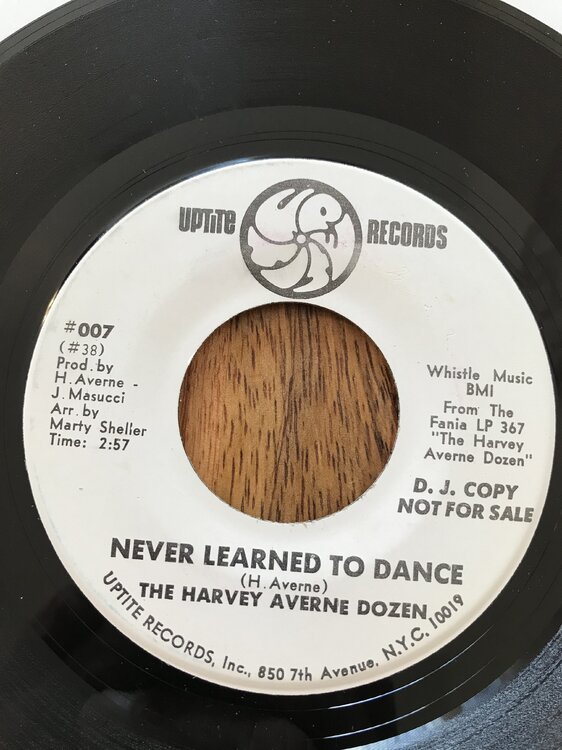 UPTITE RECORDS
#007
(#38)
Prod. by
H. Averne -
J. Masucci
Arr. by
Marty Sheller
Time: 2:57
Whistle Music
BMI
From The
Fania LP 367
"The Harvey
Averne Dozen"
D. J. COPY
NOT FOR SALE
NEVER LEARNED TO DANCE
(H. Averne)
THE HARVEY AVERNE DOZEN
UPTITE RECORDS, Inc., 850 7th Avenue, N.Y.C. 10019